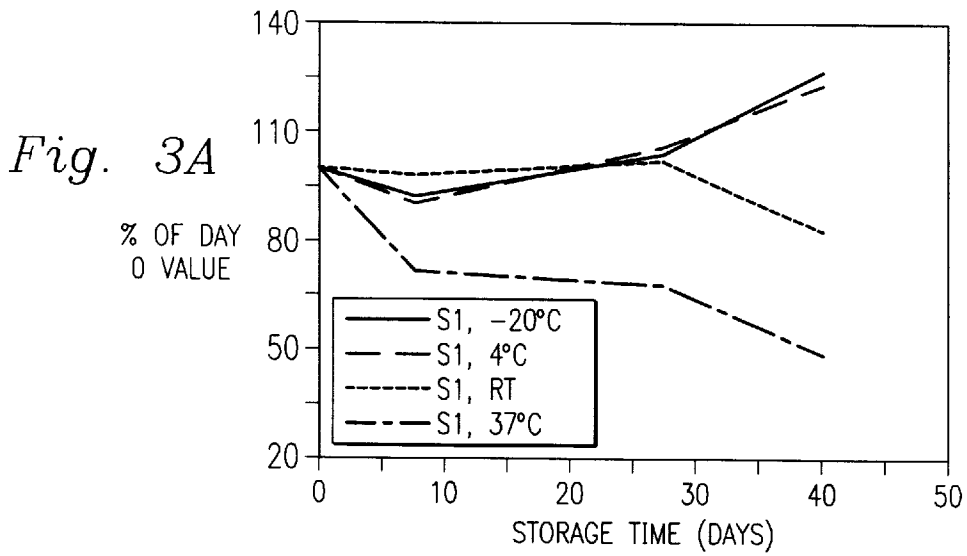 Fig. 3A
% OF DAY
0 VALUE
140
110
80
50
20
S1, -20°C
S1, 4°C
S1, RT
S1, 37°C
0
10
20
30
40
50
STORAGE TIME (DAYS)